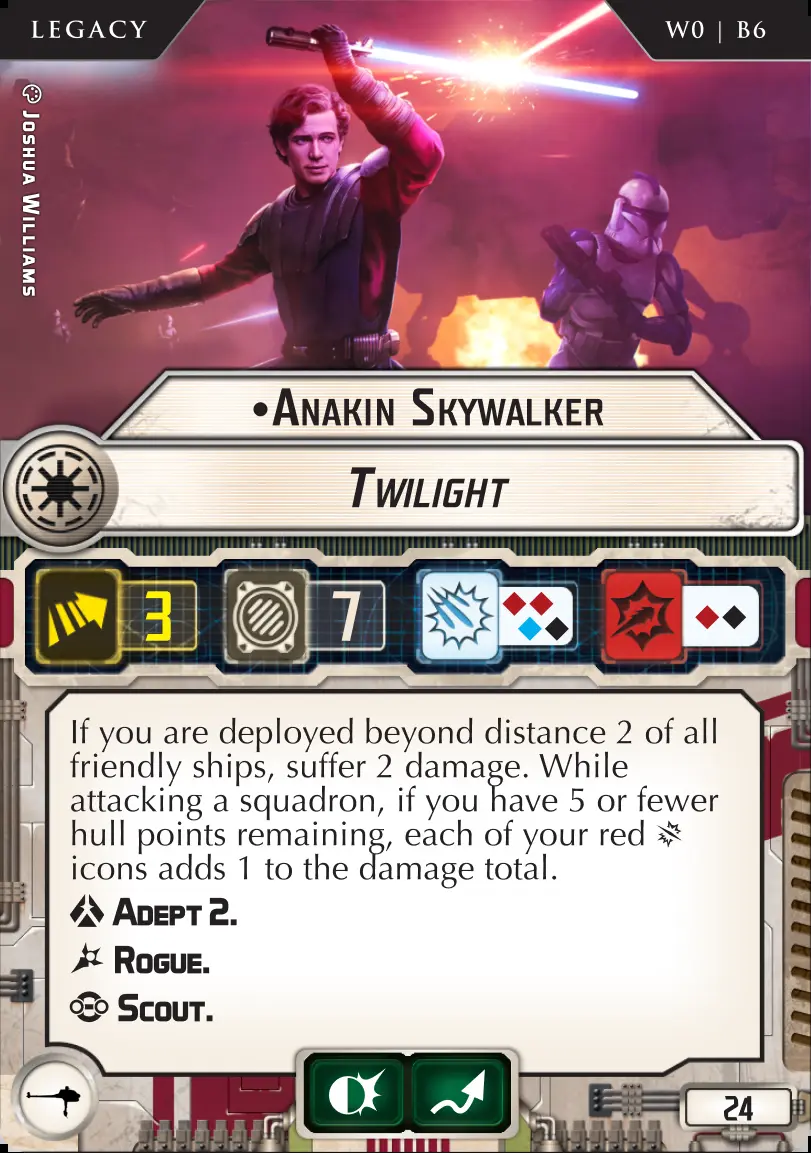 LEGACY
W0 | B6
Joshua Williams
•Anakin Skywalker
Twilight
3
7
If you are deployed beyond distance 2 of all
friendly ships, suffer 2 damage. While
attacking a squadron, if you have 5 or fewer
hull points remaining, each of your red
icons adds 1 to the damage total.
Adept 2.
Rogue.
Scout.
24